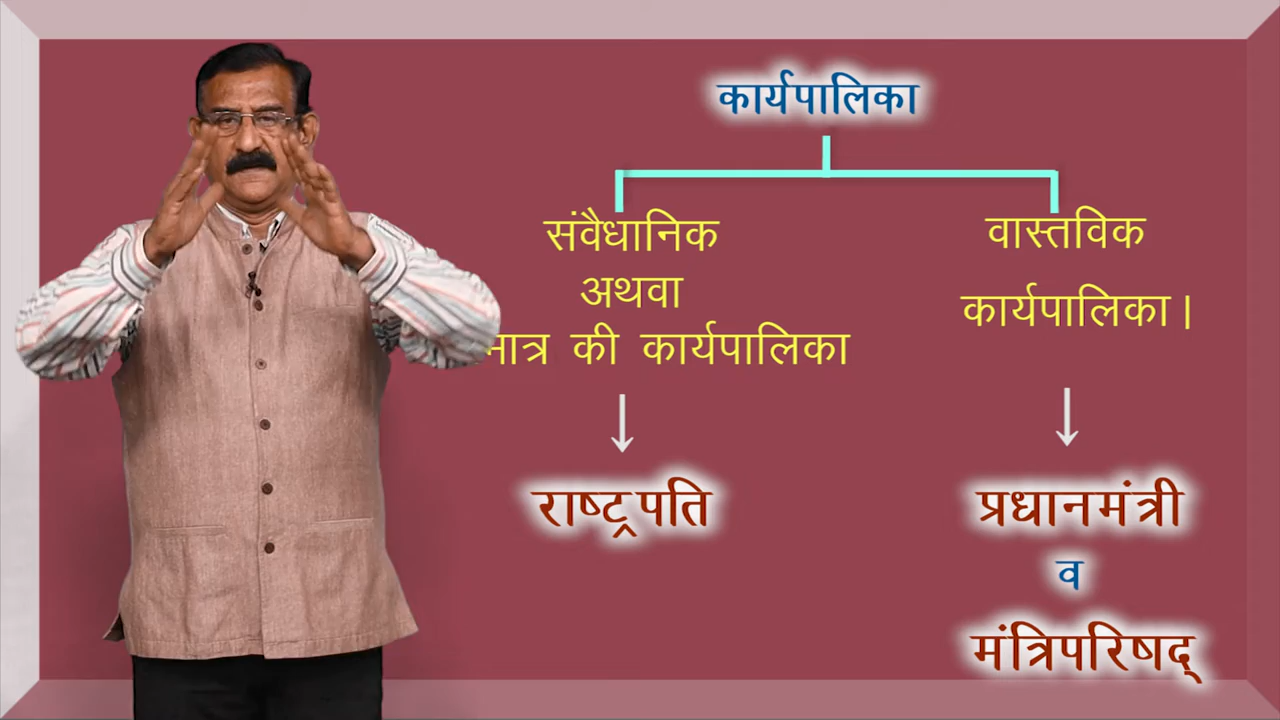 कार्यपालिका
संवैधानिक
अथवा
की कार्यपालिका
वास्तविक
कार्यपालिका।
राष्ट्रपति
प्रधानमंत्री
व
मंत्रिपरिषद्